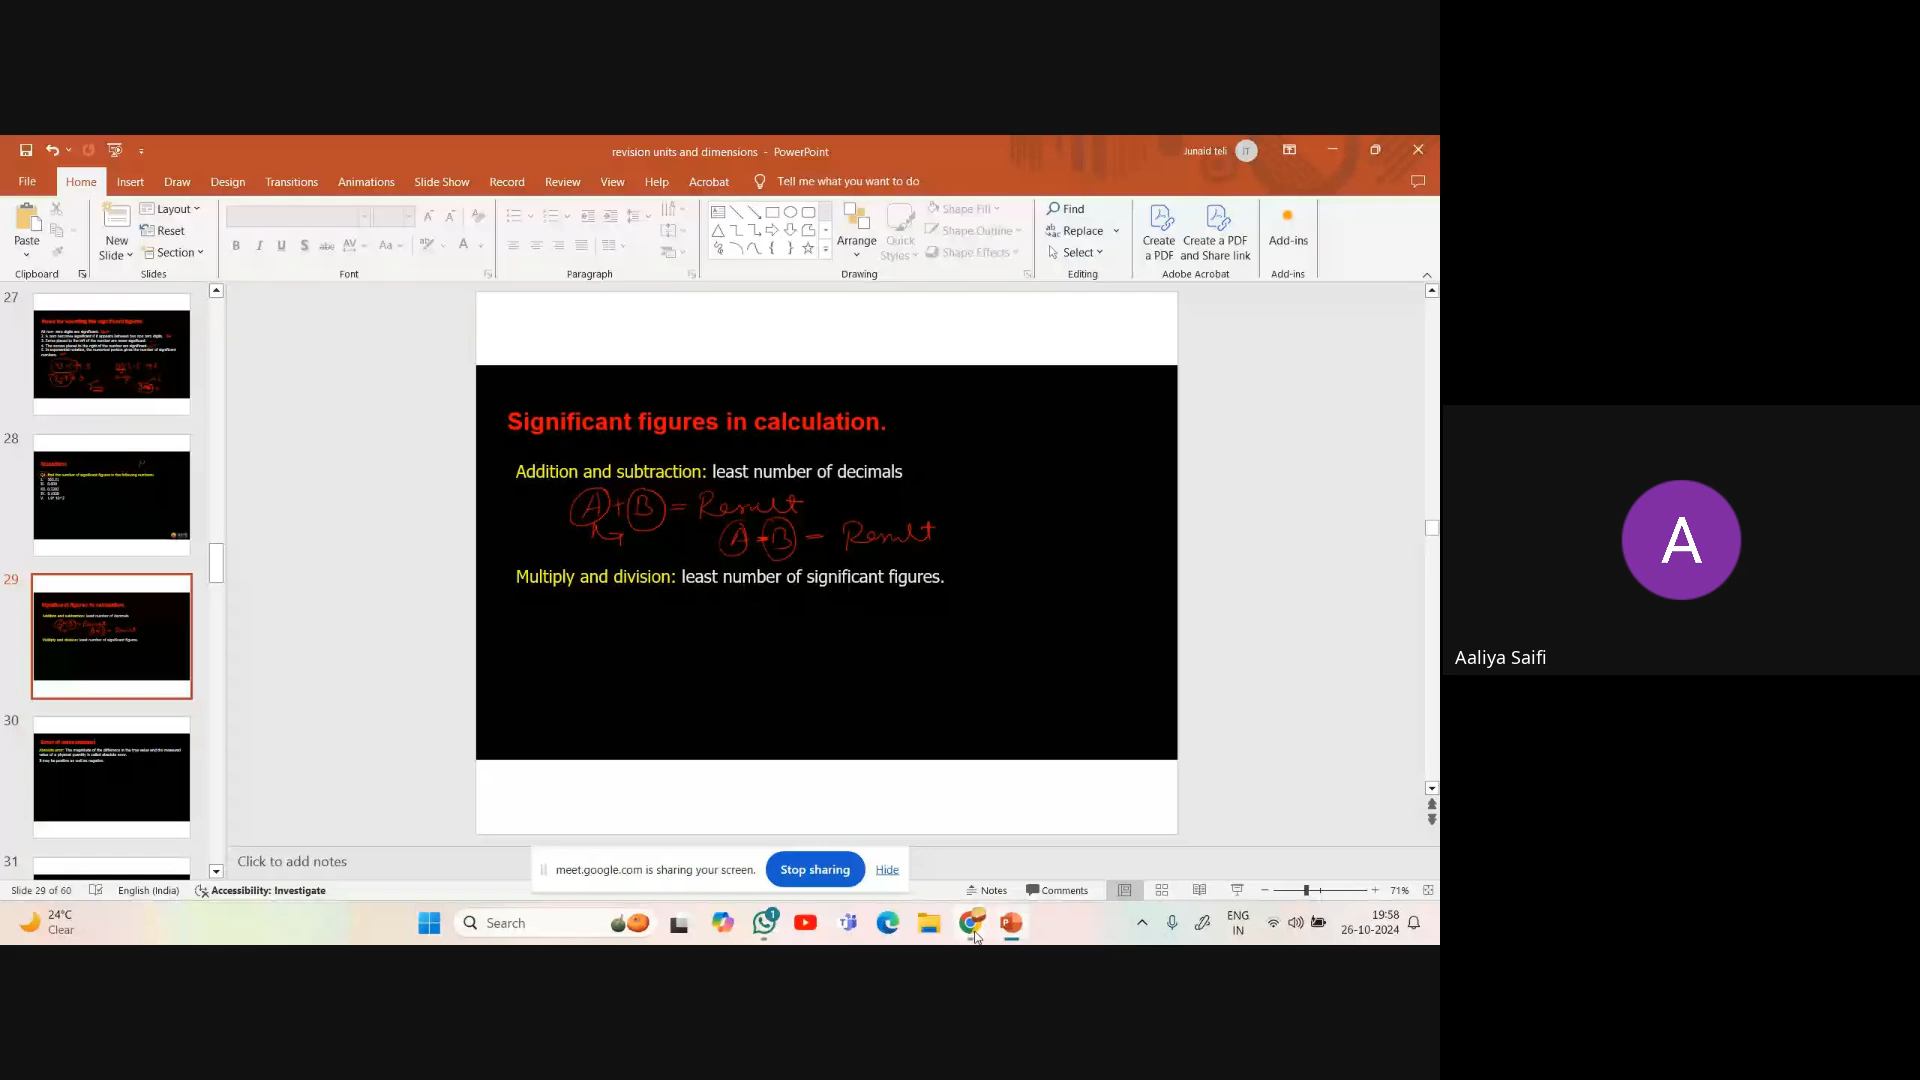 revision units and dimensions - PowerPoint
Junaid teli
JT
File Home Insert Draw Design Transitions Animations Slide Show Record Review View Help Acrobat Tell me what you want to do
Paste
Clipboard
New Slide
Layout
Reset
Section
Slides
Font
Paragraph
Arrange
Quick Styles
Shape Fill
Shape Outline
Shape Effects
Drawing
Find
Replace
Select
Editing
Create a PDF
Create a PDF and Share link
Adobe Acrobat
Add-ins
Add-ins
27
28
29
30
31
Significant figures in calculation.
Addition and subtraction: least number of decimals
A + B = Result
A - B = Result
Multiply and division: least number of significant figures.
Click to add notes
meet.google.com is sharing your screen.
Stop sharing
Hide
Slide 29 of 60
English (India)
Accessibility: Investigate
Notes
Comments
71%
24°C
Clear
Search
1
ENG
IN
19:58
26-10-2024
A
Aaliya Saifi